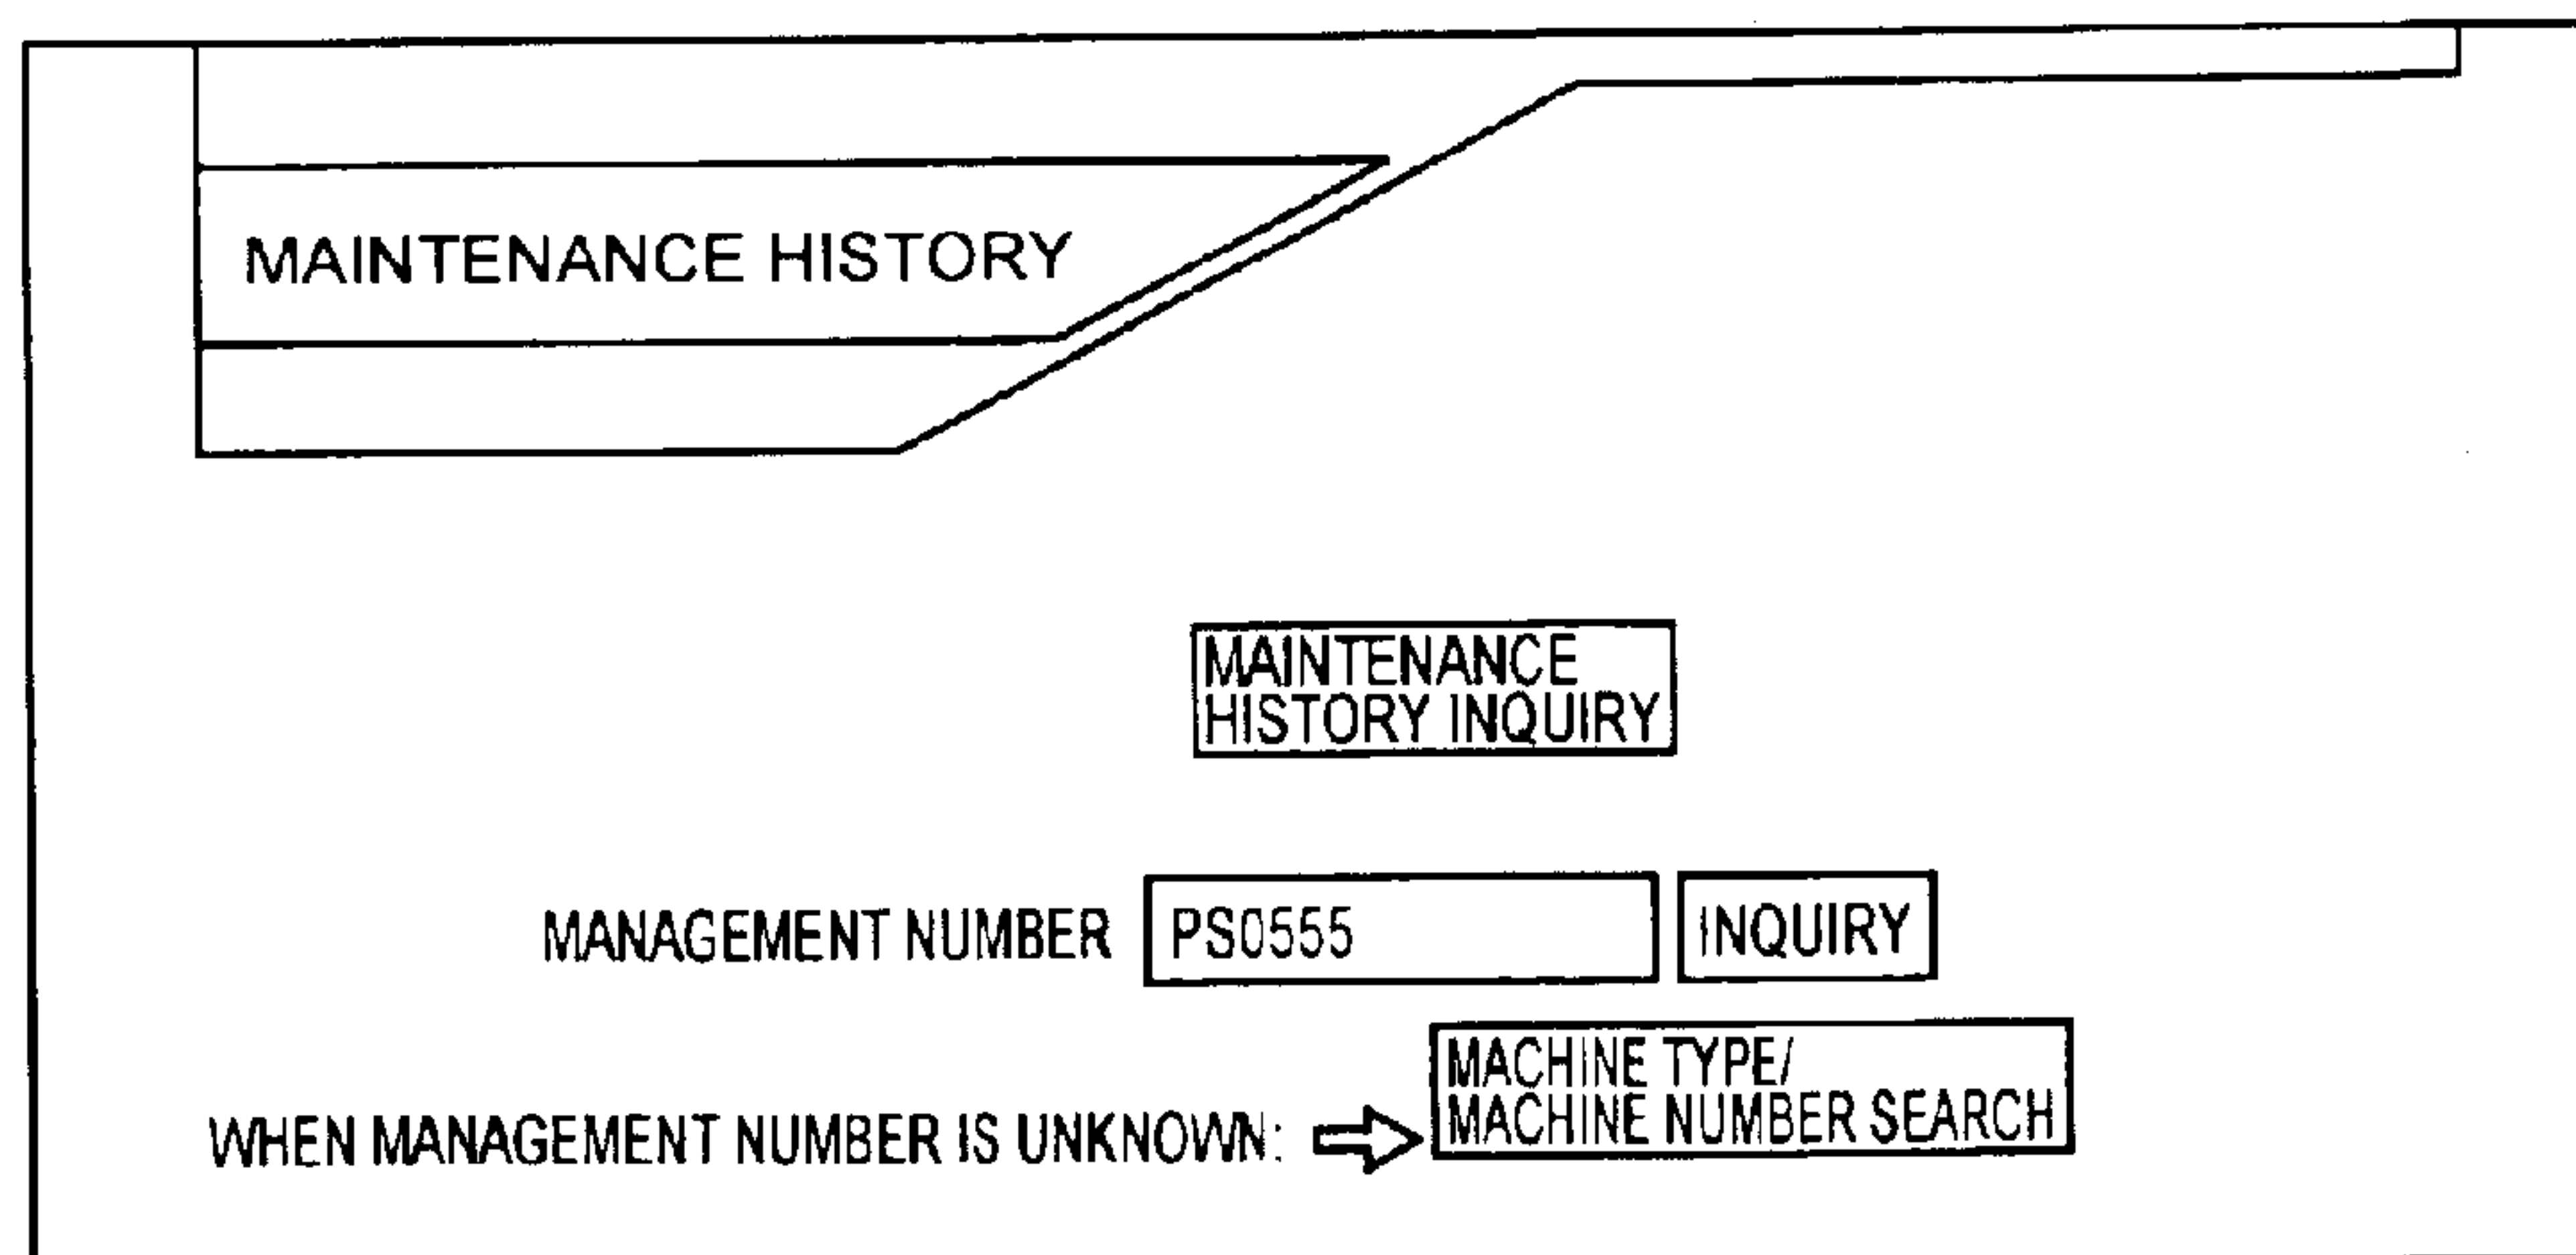 MAINTENANCE HISTORY
MAINTENANCE
HISTORY INQUIRY
MANAGEMENT NUMBER PS0555 INQUIRY
MACHINE TYPE/
MACHINE NUMBER SEARCH
WHEN MANAGEMENT NUMBER IS UNKNOWN: